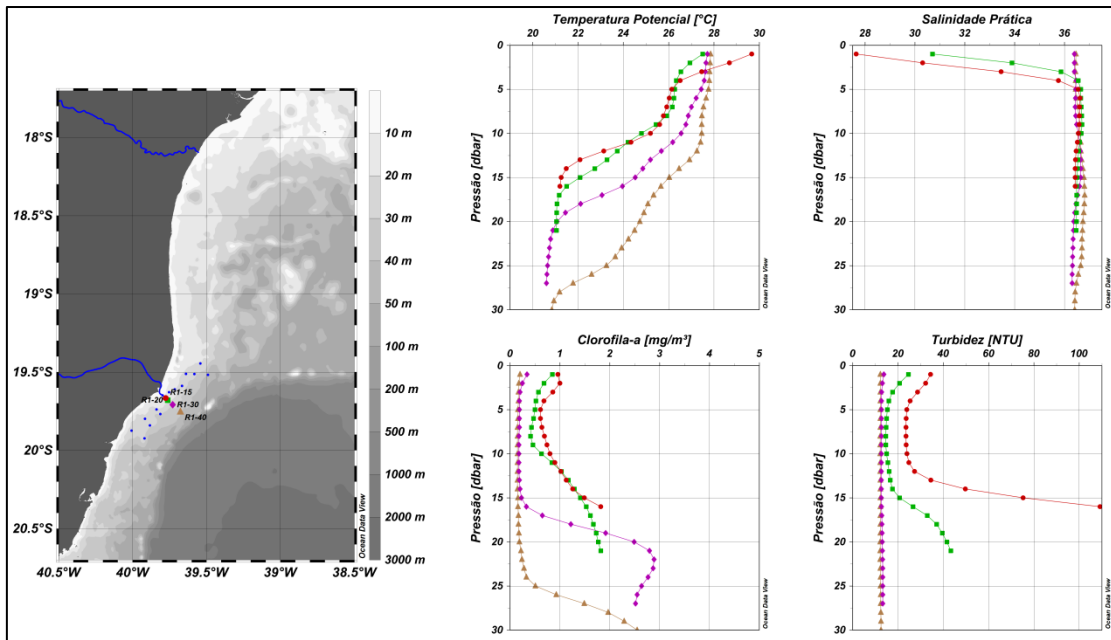 18°S
18.5°S
19°S
19.5°S
20°S
20.5°S
40.5°W
40°W
39.5°W
39°W
38.5°W
R1-15
R1-20
R1-30
R1-40
Ocean Data View
10 m
20 m
30 m
40 m
50 m
100 m
200 m
500 m
1000 m
2000 m
3000 m
Temperatura Potencial [°C]
20 22 24 26 28 30
Pressão [dbar]
0
5
10
15
20
25
30
Ocean Data View
Salinidade Prática
28 30 32 34 36
Pressão [dbar]
0
5
10
15
20
25
30
Ocean Data View
Clorofila-a [mg/m³]
0 1 2 3 4 5
Pressão [dbar]
0
5
10
15
20
25
30
Ocean Data View
Turbidez [NTU]
0 20 40 60 80 100
Pressão [dbar]
0
5
10
15
20
25
30
Ocean Data View